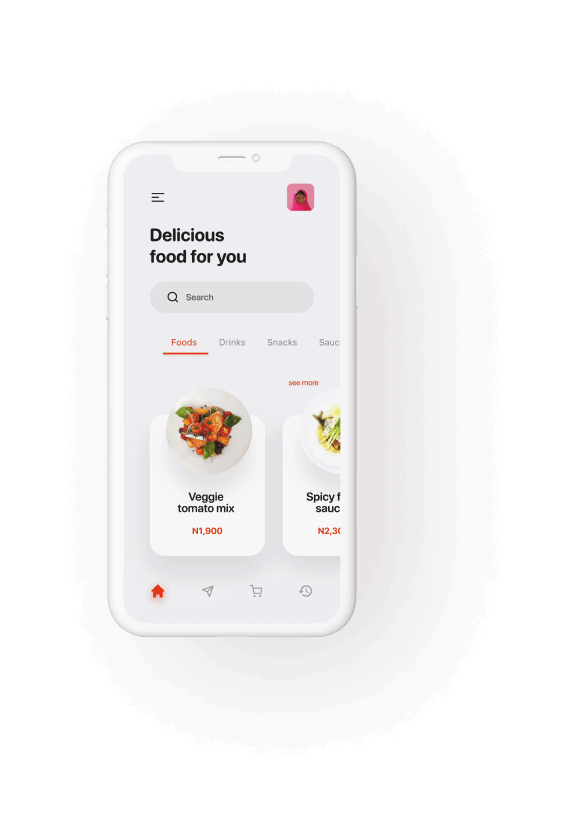 Delicious
food for you
Search
Foods Drinks Snacks Sauc
see more
Veggie
tomato mix
N1,900
Spicy f
sauc
N2,30